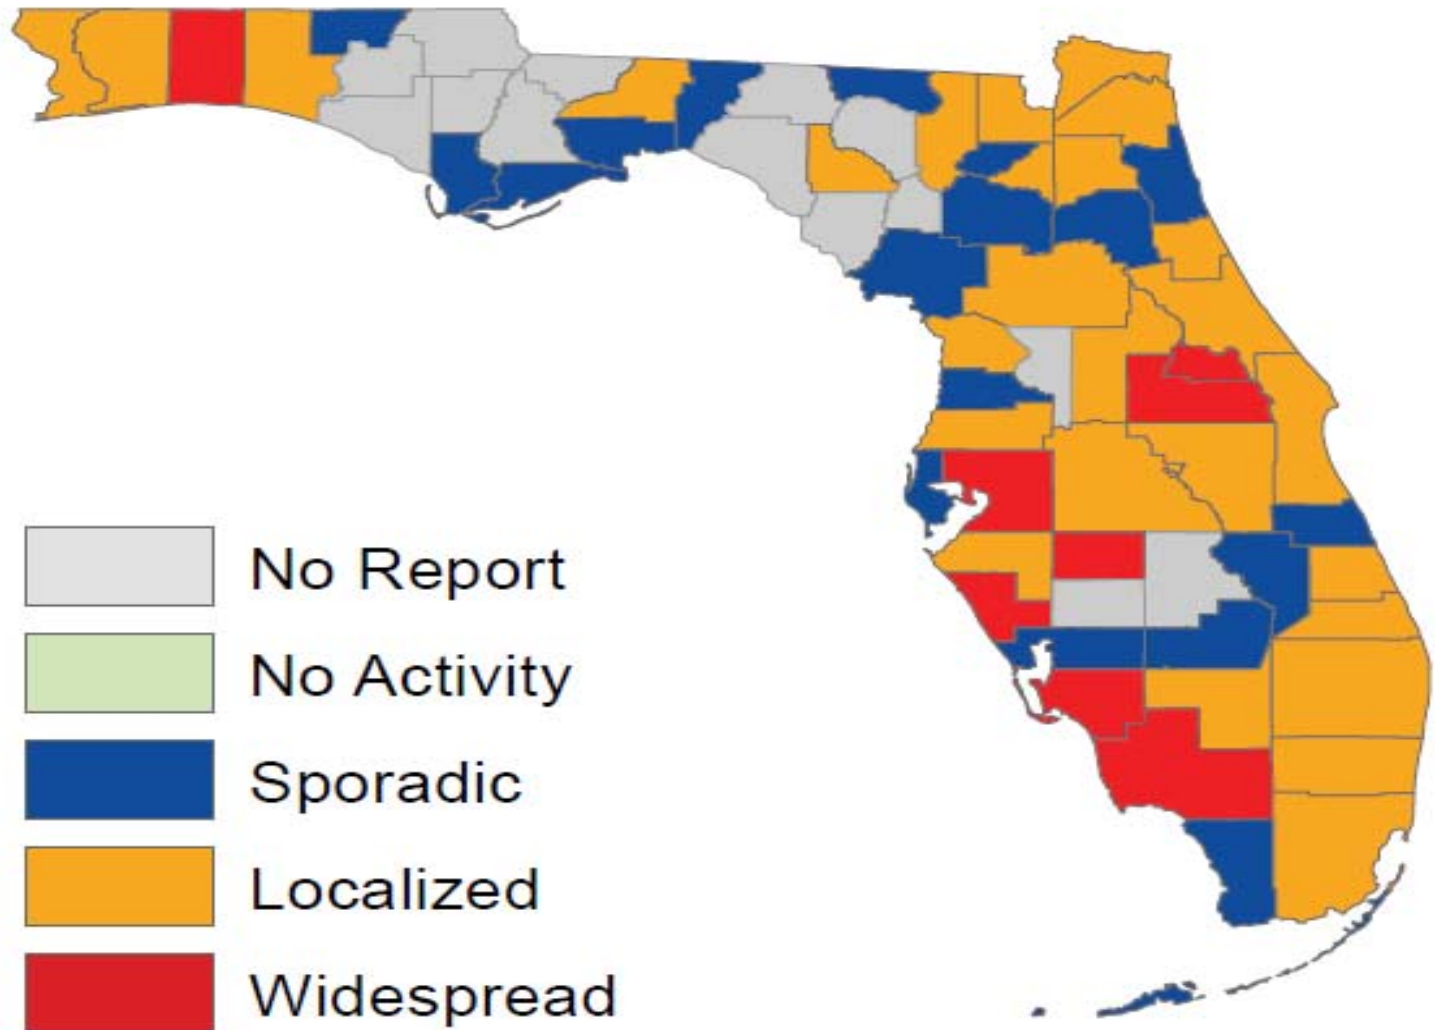 No Report
No Activity
Sporadic
Localized
Widespread